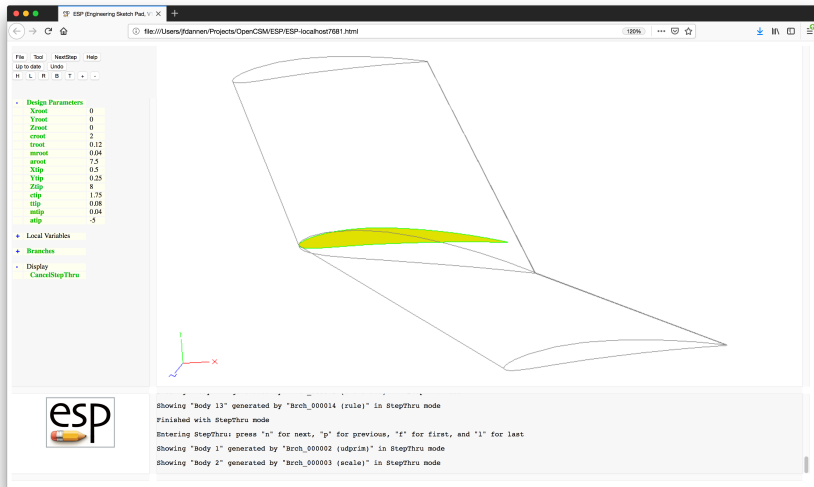 ESP (Engineering Sketch Pad, V
file:///Users/jfdannen/Projects/OpenCSM/ESP/ESP-localhost7681.html
120%
File Tool NextStep Help
Up to date Undo
H L R B T + -
- Design Parameters
Xroot 0
Yroot 0
Zroot 0
croot 2
troot 0.12
mroot 0.04
aroot 7.5
Xtip 0.5
Ytip 0.25
Ztip 8
ctip 1.75
ttip 0.08
mtip 0.04
atip -5
+ Local Variables
+ Branches
- Display
CancelStepThru
X
esp
Showing "Body 13" generated by "Brch_000014 (rule)" in StepThru mode
Finished with StepThru mode
Entering StepThru: press "n" for next, "p" for previous, "f" for first, and "l" for last
Showing "Body 1" generated by "Brch_000002 (udprim)" in StepThru mode
Showing "Body 2" generated by "Brch_000003 (scale)" in StepThru mode